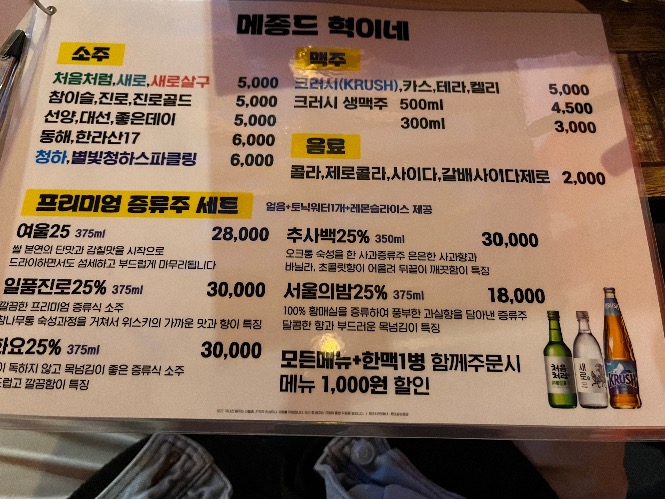 메종드 혁이네
소주
처음처럼,새로,새로살구 5,000
참이슬,진로,진로골드 5,000
선양,대선,좋은데이 5,000
동해,한라산17 6,000
청하,별빛청하스파클링 6,000
맥주
크러시(KRUSH),카스,테라,켈리 5,000
크러시 생맥주 500ml 4,500
300ml 3,000
음료
콜라,제로콜라,사이다,갈배사이다제로 2,000
프리미엄 증류주 세트 얼음+토닉워터1개+레몬슬라이스 제공
여울25 375ml 28,000
쌀 본연의 단맛과 감칠맛을 시작으로
드라이하면서도 섬세하고 부드럽게 마무리됩니다
일품진로25% 375ml 30,000
깔끔한 프리미엄 증류식 소주
참나무통 숙성과정을 거쳐서 위스키의 가까운 맛과 향이 특징
화요25% 375ml 30,000
독하지 않고 목넘김이 좋은 증류식 소주
깔끔함이 특징
추사백25% 350ml 30,000
오크통 숙성을 한 사과증류주 은은한 사과향과
바닐라, 초콜릿향이 어울려 뒤끝이 깨끗함이 특징
서울의밤25% 375ml 18,000
100% 황매실을 증류하여 풍부한 과실향을 담아낸 증류주
달콤한 향과 부드러운 목넘김이 특징
모든메뉴+한맥1병 함께주문시
메뉴 1,000원 할인
처음
처럼
새로
KRUSH